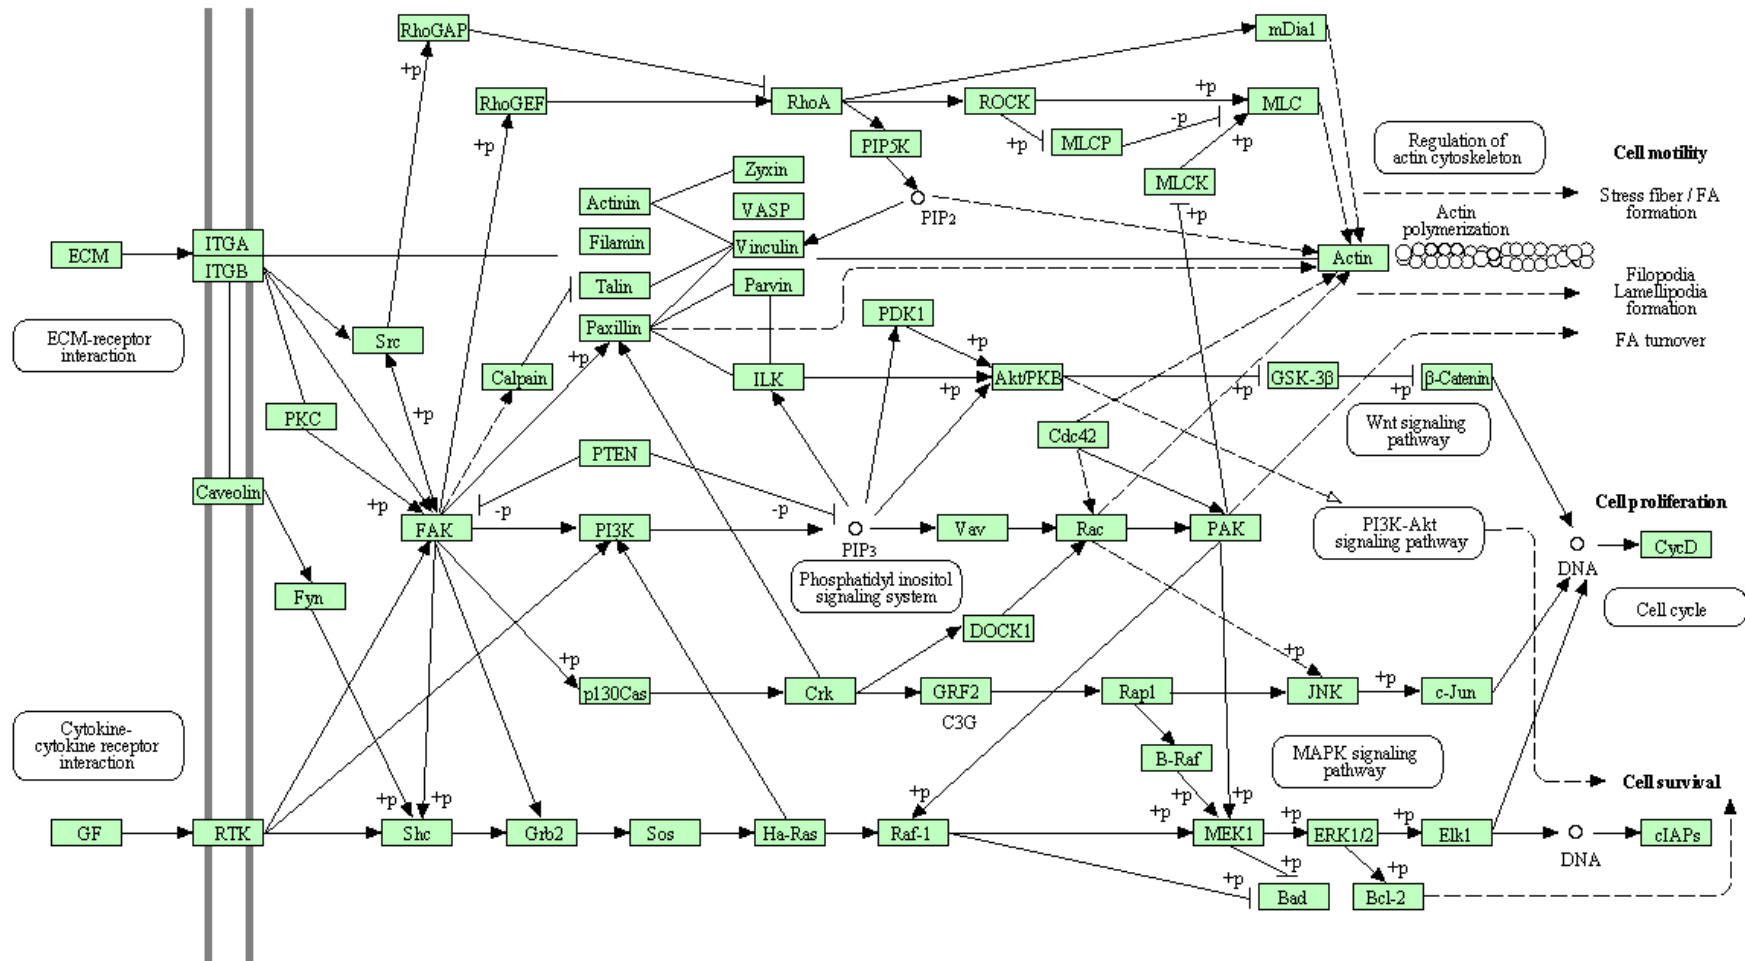 RhoGAP
mDia1
+p
RhoGEF
RhoA
ROCK
+p
MLC
-p
+p
+p
+p
PIP5K
MLCP
Regulation of
actin cytoskeleton
Cell motility
Zyxin
MLCK
Actinin
VASP
PIP2
+p
Stress fiber / FA
formation
Actin
polymerization
ECM
ITGA
ITGB
Filamin
Vinculin
Actin
Talin
Parvin
Filopodia
Lamellipodia
formation
PDK1
ECM-receptor
interaction
Src
Paxillin
+p
+p
FA turnover
Calpain
ILK
+p
Akt/PKB
+p
GSK-3β
+p
β-Catenin
PKC
+p
Cdc42
Wnt signaling
pathway
PTEN
Caveolin
+p
-p
-p
Cell proliferation
FAK
PI3K
PIP3
Vav
Rac
PAK
PI3K-Akt
signaling pathway
DNA
CycD
Phosphatidyl inositol
signaling system
Fyn
Cell cycle
DOCK1
+p
+p
+p
p130Cas
Crk
GRF2
C3G
Rap1
JNK
c-Jun
Cytokine-
cytokine receptor
interaction
B-Raf
MAPK signaling
pathway
Cell survival
+p
+p
+p
+p
+p
+p
+p
+p
GF
RTK
Shc
Grb2
Sos
Ha-Ras
Raf-1
MEK1
ERK1/2
Elk1
DNA
cIAPs
+p
+p
+p
Bad
Bcl-2